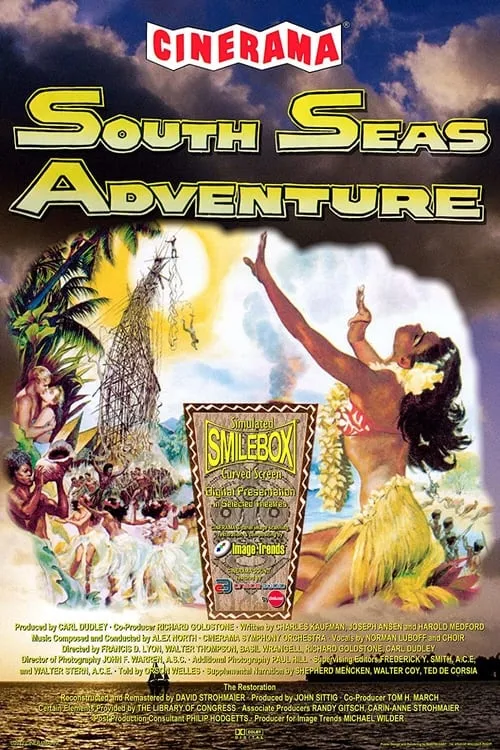 CINERAMA®
SOUTH SEAS
ADVENTURE
Simulated
SMILEBOX
Curved Screen
Digital Presentation
in Selected Theatres
Image Trends
Produced by CARL DUDLEY • Co-Producer RICHARD GOLDSTONE • Written by CHARLES KAUFMAN, JOSEPH ANSEN and HAROLD MEDFORD
Music Composed and Conducted by ALEX NORTH • CINERAMA SYMPHONY ORCHESTRA • Vocals by NORMAN LUBOFF and CHOIR
Directed by FRANCIS D. LYON, WALTER THOMPSON, BASIL WRANGELL, RICHARD GOLDSTONE, CARL DUDLEY
Director of Photography JOHN F. WARREN, A.S.C. • Additional Photography PAUL HILL • Supervising Editors FREDERICK Y. SMITH, A.C.E.
and WALTER STERN, A.C.E. • Told by ORSON WELLES • Supplemental Narration by SHEPHERD MENCKEN, WALTER COY, TED DE CORSIA
The Restoration
Reconstructed and Remastered by DAVID STROHMAIER • Produced by JOHN SITTIG • Co-Producer TOM H. MARCH
Certain Elements Provided by THE LIBRARY OF CONGRESS • Associate Producers RANDY GITSCH, CARIN-ANNE STROHMAIER
Post Production Consultant PHILIP HODGETTS • Producer for Image Trends MICHAEL WILDER
DOLBY
DIGITAL